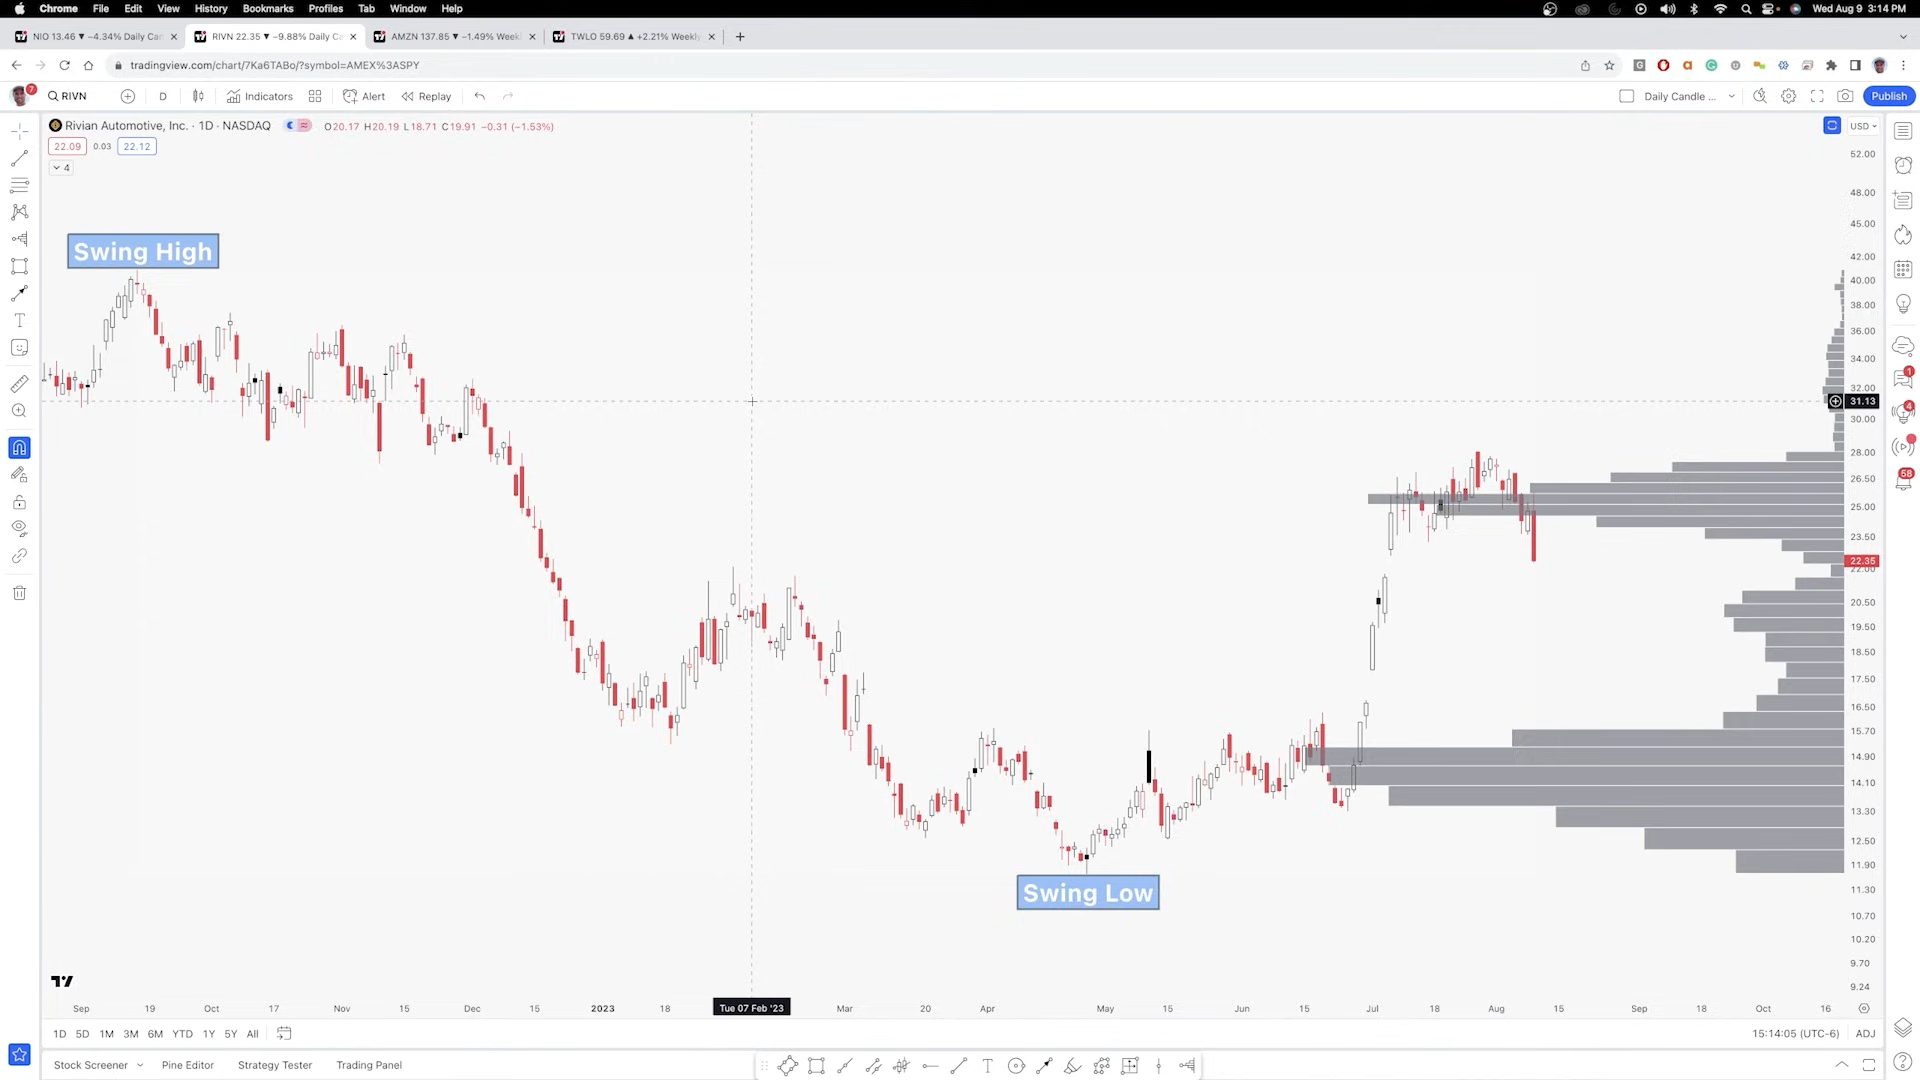 Chrome File Edit View History Bookmarks Profiles Tab Window Help Wed Aug 9 3:14 PM
NIO 13.46 ▼ −4.34% Daily Ca
RIVN 22.35 ▼ −9.88% Daily C
AMZN 137.85 ▼ −1.49% Week
TWLO 59.69 ▲ +2.21% Weekly
tradingview.com/chart/7Ka6TABo/?symbol=AMEX%3ASPY
7
RIVN D Indicators Alert Replay Daily Candle ... Publish
Rivian Automotive, Inc. · 1D · NASDAQ O20.17 H20.19 L18.71 C19.91 −0.31 (−1.53%)
USD
22.09 0.03 22.12
4
52.00
48.00
45.00
Swing High
42.00
40.00
38.00
36.00
34.00
32.00
31.13
30.00
28.00
26.50
25.00
23.50
22.35
22.00
20.50
19.50
18.50
17.50
16.50
15.70
14.90
14.10
13.30
12.50
11.90
11.30
10.70
10.20
9.70
9.24
1
4
58
Swing Low
Sep 19 Oct 17 Nov 15 Dec 15 2023 18 Tue 07 Feb '23 Mar 20 Apr May 15 Jun 15 Jul 18 Aug 15 Sep 18 Oct 16
1D 5D 1M 3M 6M YTD 1Y 5Y All 15:14:05 (UTC-6) ADJ
Stock Screener Pine Editor Strategy Tester Trading Panel